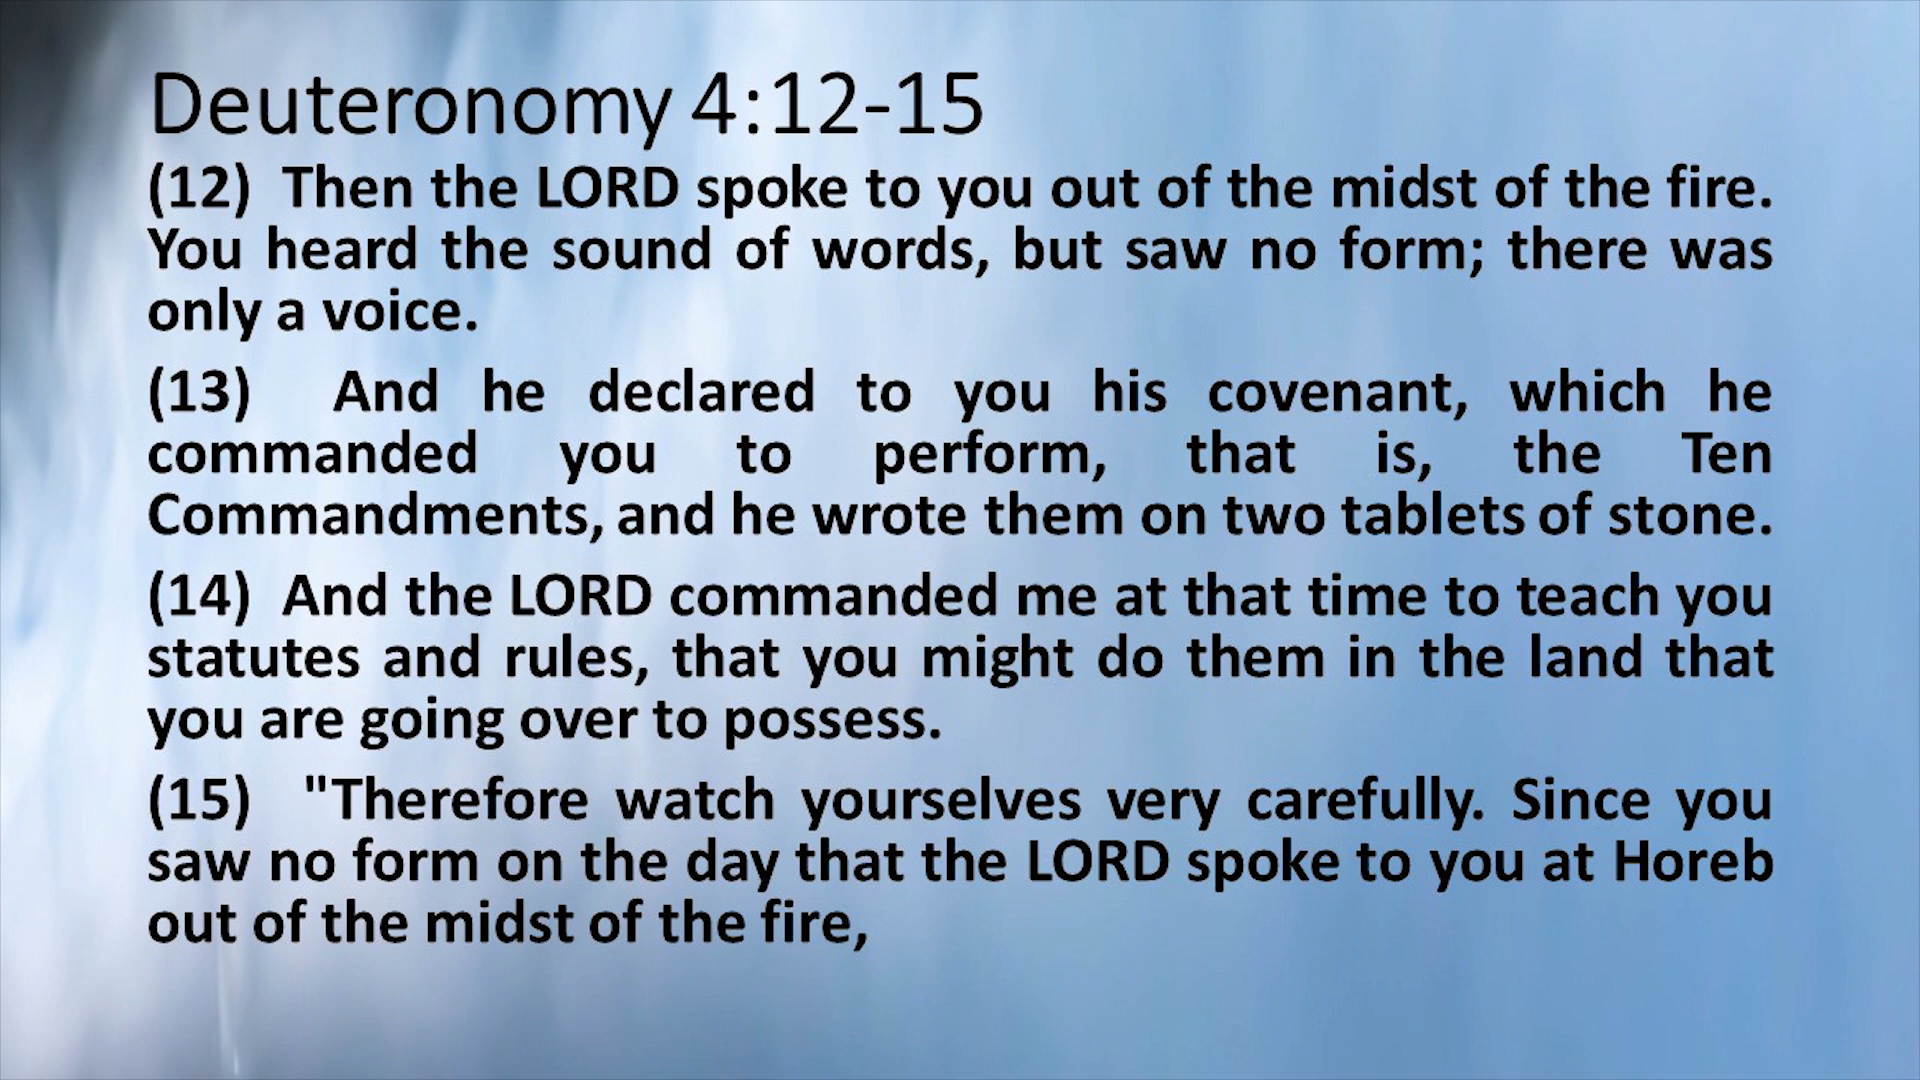 Deuteronomy 4:12-15
(12) Then the LORD spoke to you out of the midst of the fire.
You heard the sound of words, but saw no form; there was
only a voice.
(13) And he declared to you his covenant, which he
commanded you to perform, that is, the Ten
Commandments, and he wrote them on two tablets of stone.
(14) And the LORD commanded me at that time to teach you
statutes and rules, that you might do them in the land that
you are going over to possess.
(15) "Therefore watch yourselves very carefully. Since you
saw no form on the day that the LORD spoke to you at Horeb
out of the midst of the fire,